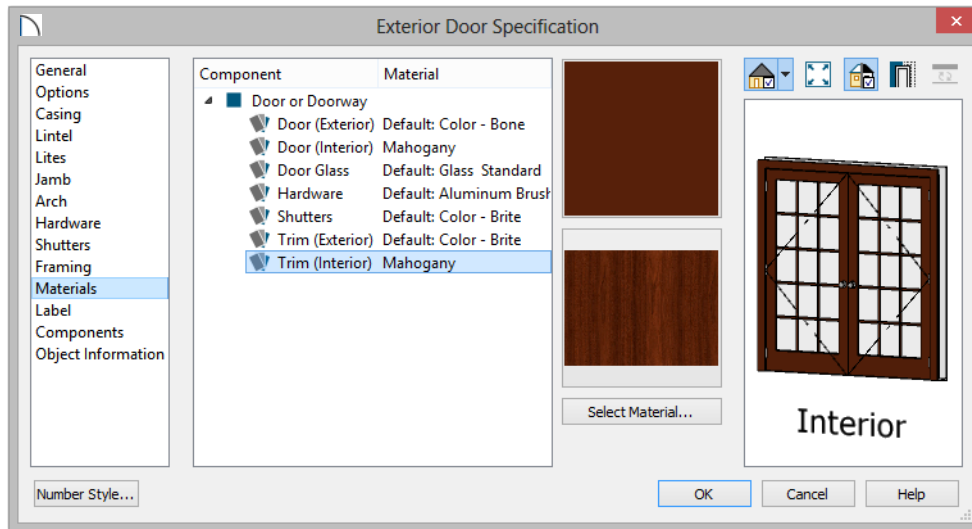 Exterior Door Specification
General
Options
Casing
Lintel
Lites
Jamb
Arch
Hardware
Shutters
Framing
Materials
Label
Components
Object Information
Component Material
Door or Doorway
Door (Exterior) Default: Color - Bone
Door (Interior) Mahogany
Door Glass Default: Glass Standard
Hardware Default: Aluminum Brush
Shutters Default: Color - Brite
Trim (Exterior) Default: Color - Brite
Trim (Interior) Mahogany
Select Material...
Interior
Number Style...
OK
Cancel
Help